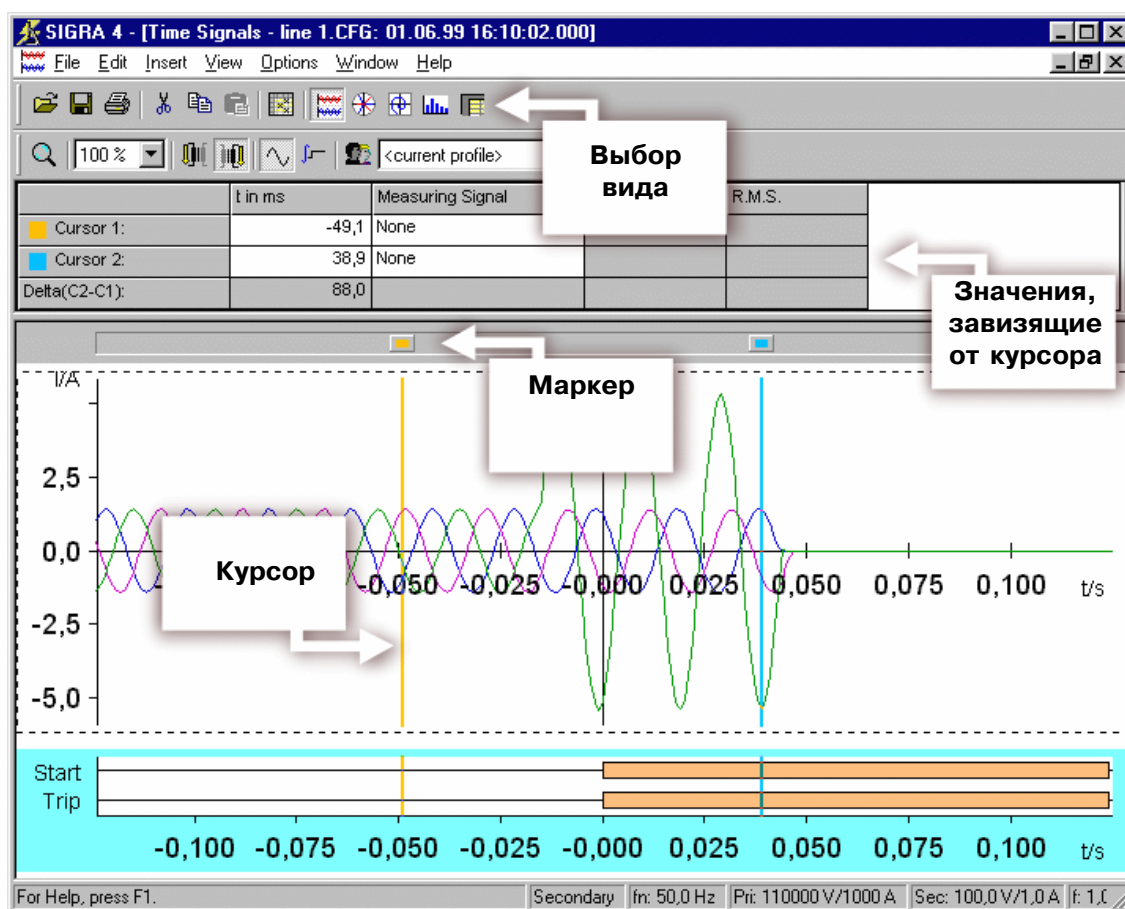 SIGRA 4 - [Time Signals - line 1.CFG: 01.06.99 16:10:02.000]
File Edit Insert View Options Window Help
100 % <current profile>
Выбор
вида
t in ms Measuring Signal R.M.S.
Cursor 1: -49,1 None
Cursor 2: 38,9 None
Delta(C2-C1): 88,0
Значения,
завизящие
от курсора
Маркер
I/A
2,5
0,0
-2,5
-5,0
Курсор
-0,050 -0,025 -0,000 0,025 0,050 0,075 0,100 t/s
Start
Trip
-0,100 -0,075 -0,050 -0,025 -0,000 0,025 0,050 0,075 0,100 t/s
For Help, press F1. Secondary fn: 50,0 Hz Pri: 110000 V/1000 A Sec: 100,0 V/1,0 A